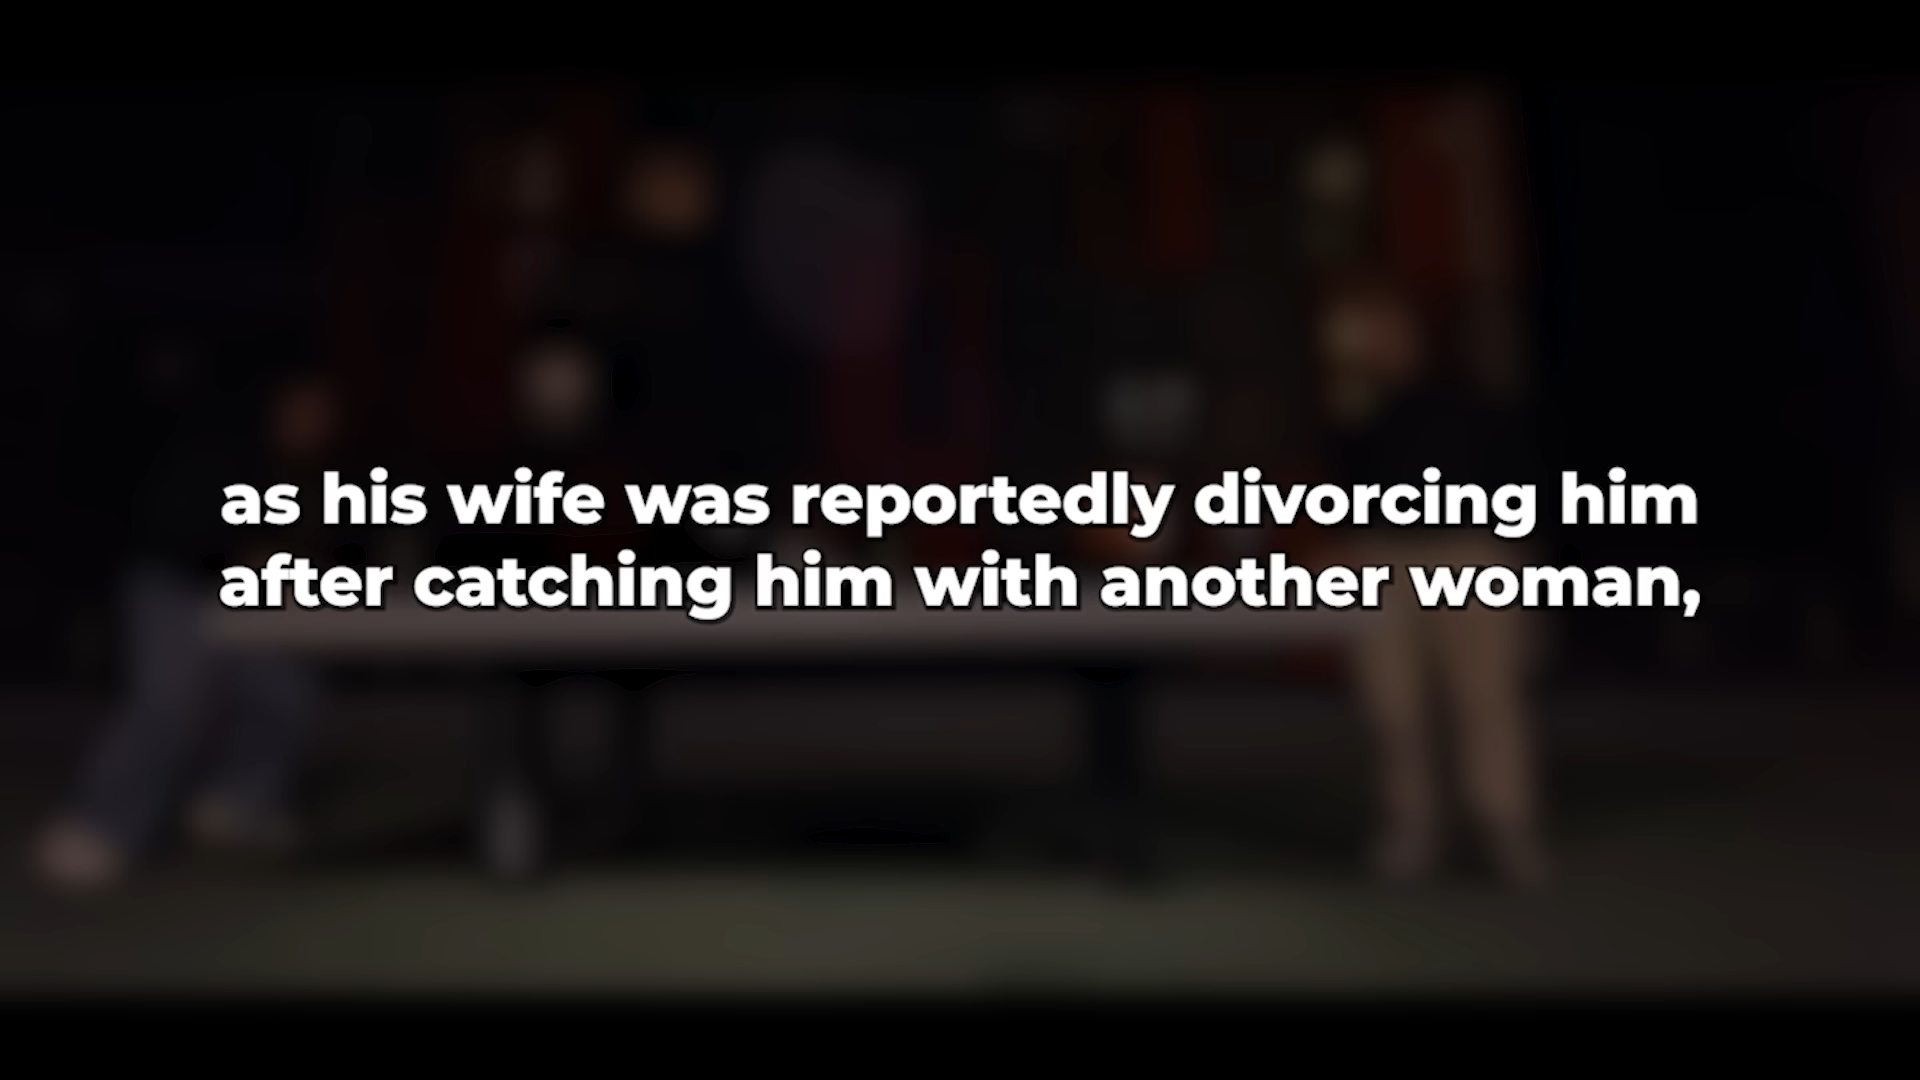 as his wife was reportedly divorcing him
after catching him with another woman,